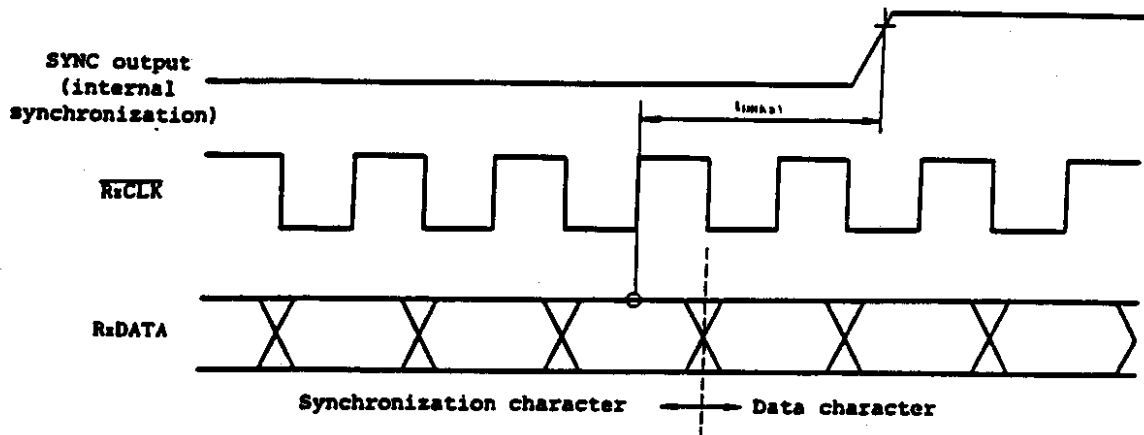 SYNC output
(internal
synchronization)
RxCLK
RxDATA
Synchronization character
Data character